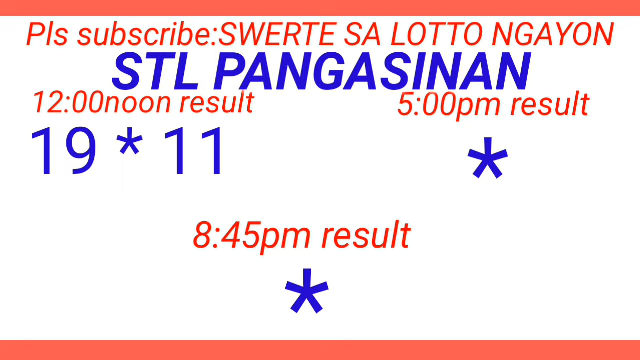 Pls subscribe:SWERTE SA LOTTO NGAYON
STL PANGASINAN
12:00noon result
19 * 11
5:00pm result
*
8:45pm result
*